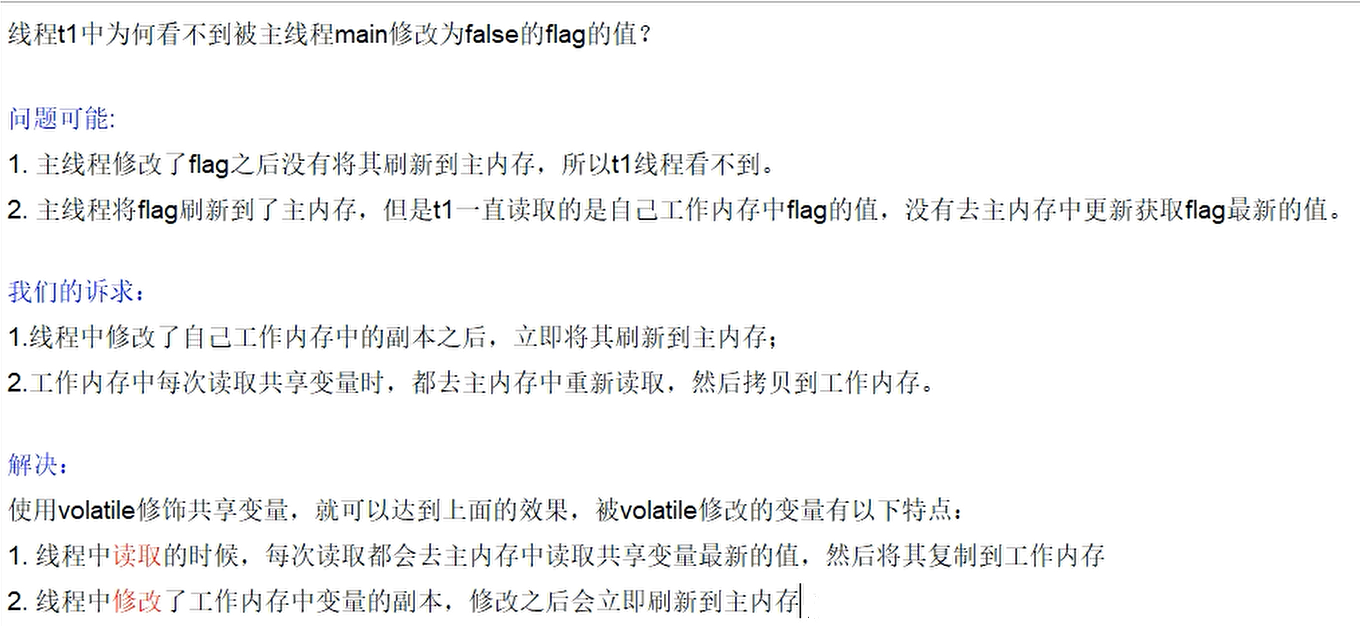 线程t1中为何看不到被主线程main修改为false的flag的值？
问题可能:
1. 主线程修改了flag之后没有将其刷新到主内存，所以t1线程看不到。
2. 主线程将flag刷新到了主内存，但是t1一直读取的是自己工作内存中flag的值，没有去主内存中更新获取flag最新的值。
我们的诉求：
1.线程中修改了自己工作内存中的副本之后，立即将其刷新到主内存；
2.工作内存中每次读取共享变量时，都去主内存中重新读取，然后拷贝到工作内存。
解决：
使用volatile修饰共享变量，就可以达到上面的效果，被volatile修改的变量有以下特点：
1. 线程中读取的时候，每次读取都会去主内存中读取共享变量最新的值，然后将其复制到工作内存
2. 线程中修改了工作内存中变量的副本，修改之后会立即刷新到主内存